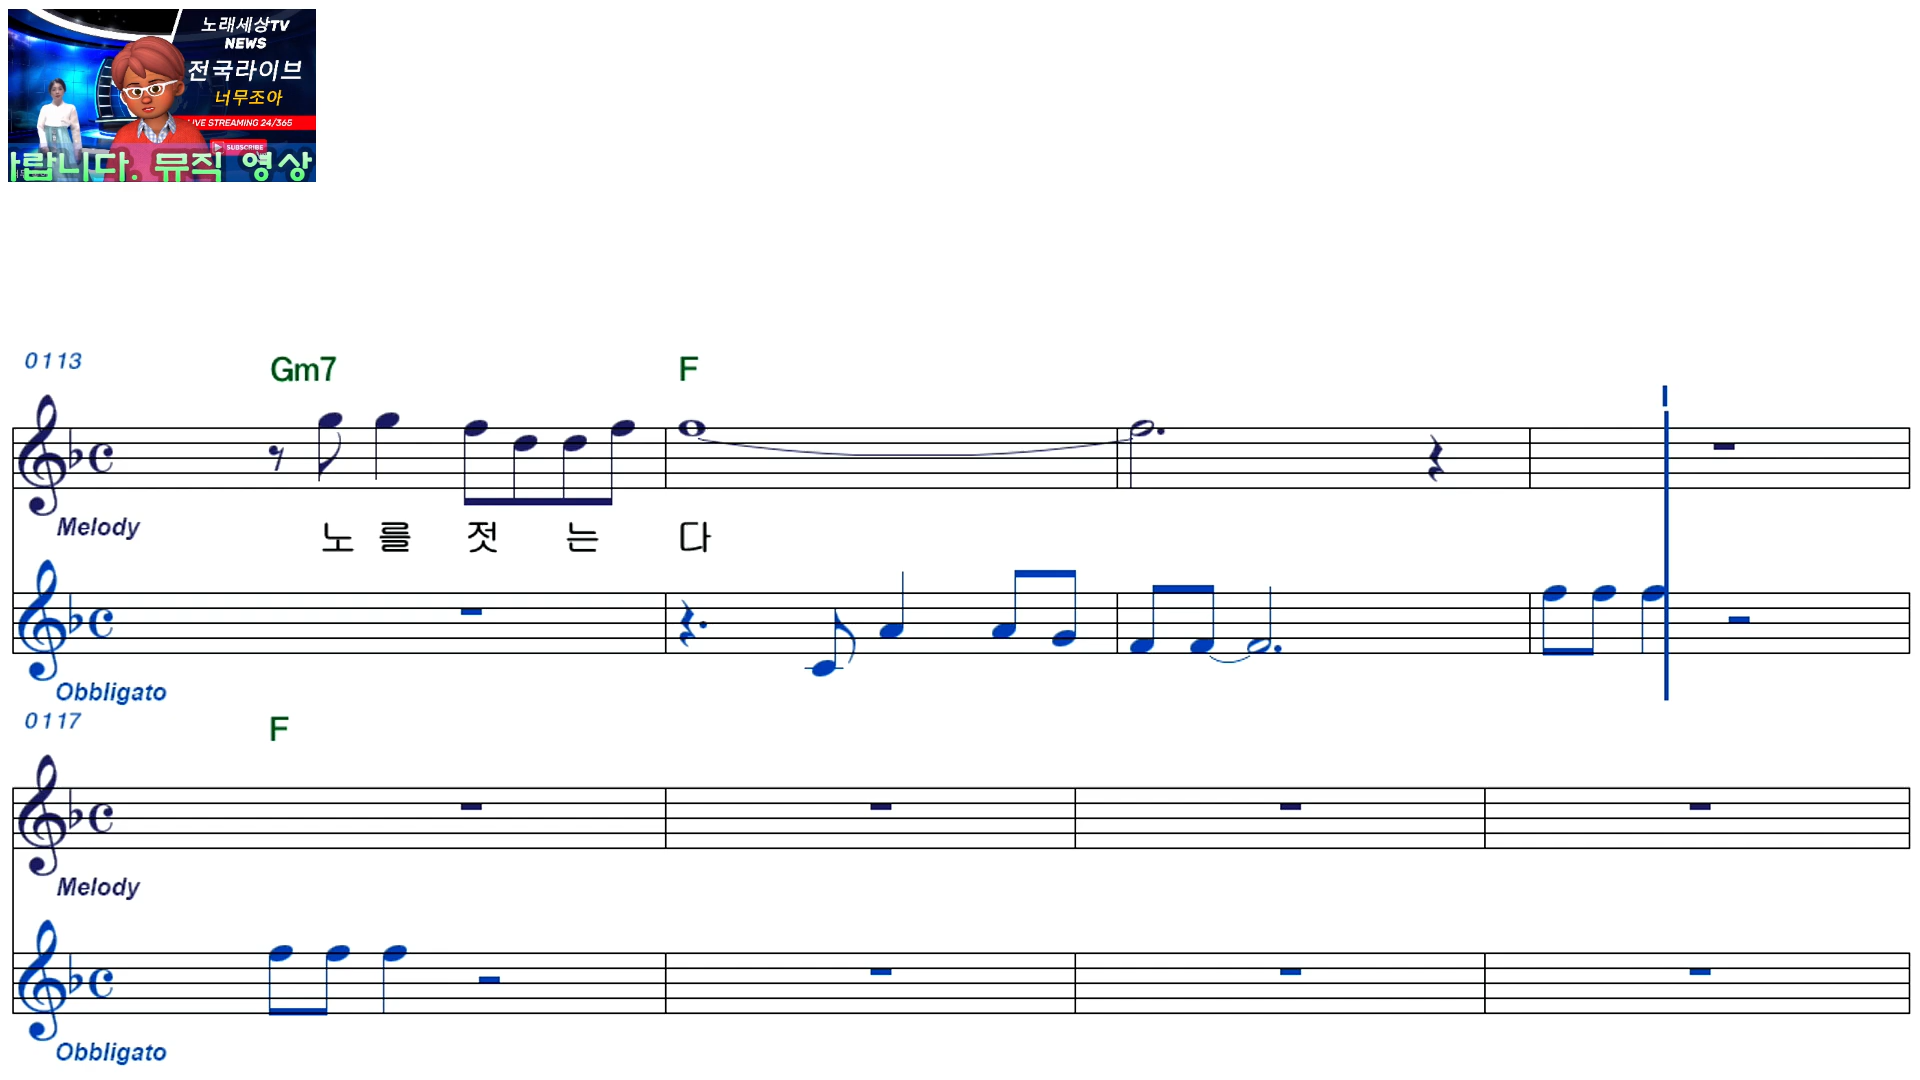 노래세상TV
NEWS
전국라이브
너무조아
LIVE STREAMING 24/365
SUBSCRIBE
랍니다. 뮤직 영상
0113
Gm7 F
Melody
노 를 젓 는 다
Obbligato
0117
F
Melody
Obbligato